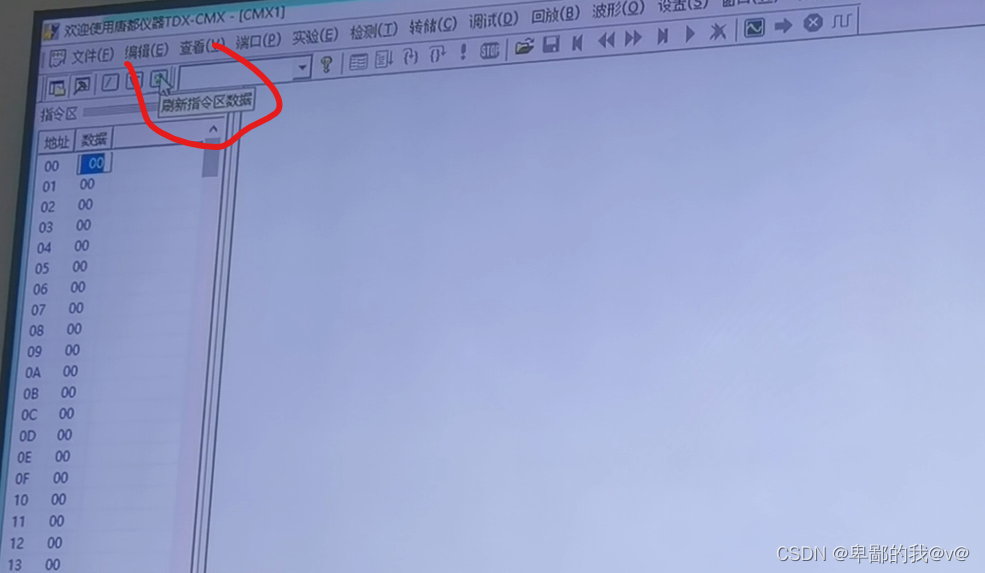 欢迎使用唐都仪器TDX-CMX - [CMX1]
文件(F) 编辑(E) 查看(V) 端口(P) 实验(E) 检测(T) 转储(C) 调试(D) 回放(B) 波形(O) 设置(S)
刷新指令区数据
指令区
地址 数据
00 00
01 00
02 00
03 00
04 00
05 00
06 00
07 00
08 00
09 00
0A 00
0B 00
0C 00
0D 00
0E 00
0F 00
10 00
11 00
12 00
13 00
CSDN @卑鄙的我@v@